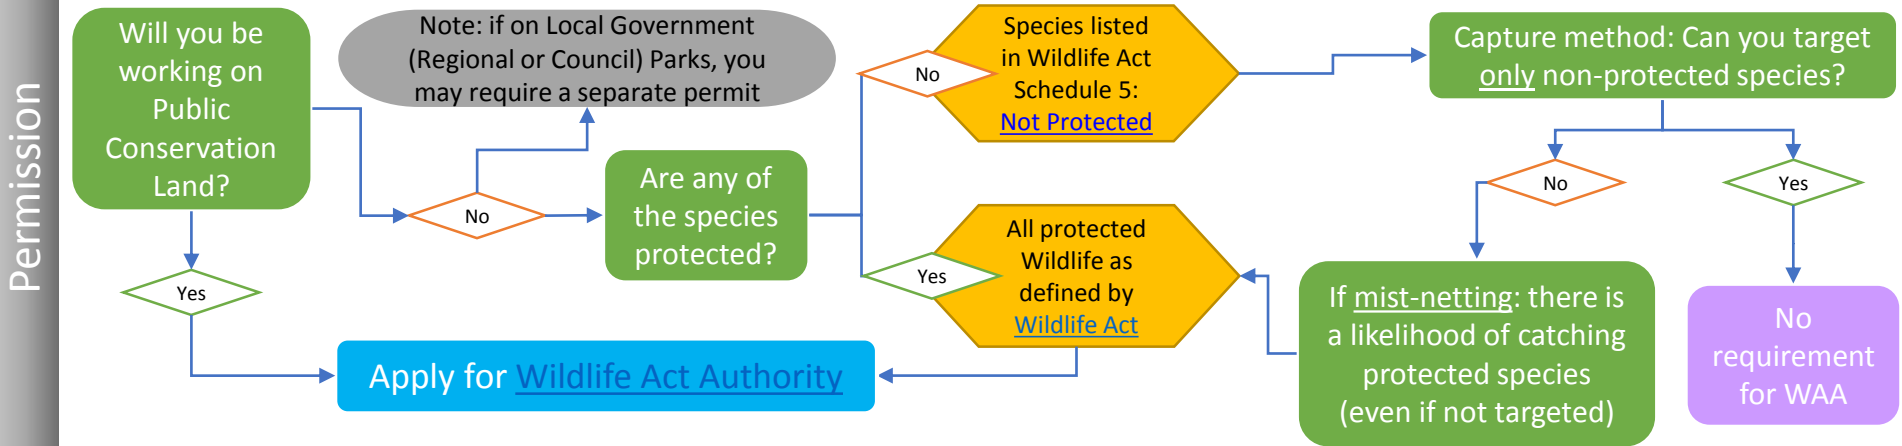 Permission
Will you be
working on
Public
Conservation
Land?
Yes
Note: if on Local Government
(Regional or Council) Parks, you
may require a separate permit
No
Are any of
the species
protected?
No
Species listed
in Wildlife Act
Schedule 5:
Not Protected
Yes
All protected
Wildlife as
defined by
Wildlife Act
Apply for Wildlife Act Authority
Capture method: Can you target
only non-protected species?
No
Yes
If mist-netting: there is
a likelihood of catching
protected species
(even if not targeted)
No
requirement
for WAA